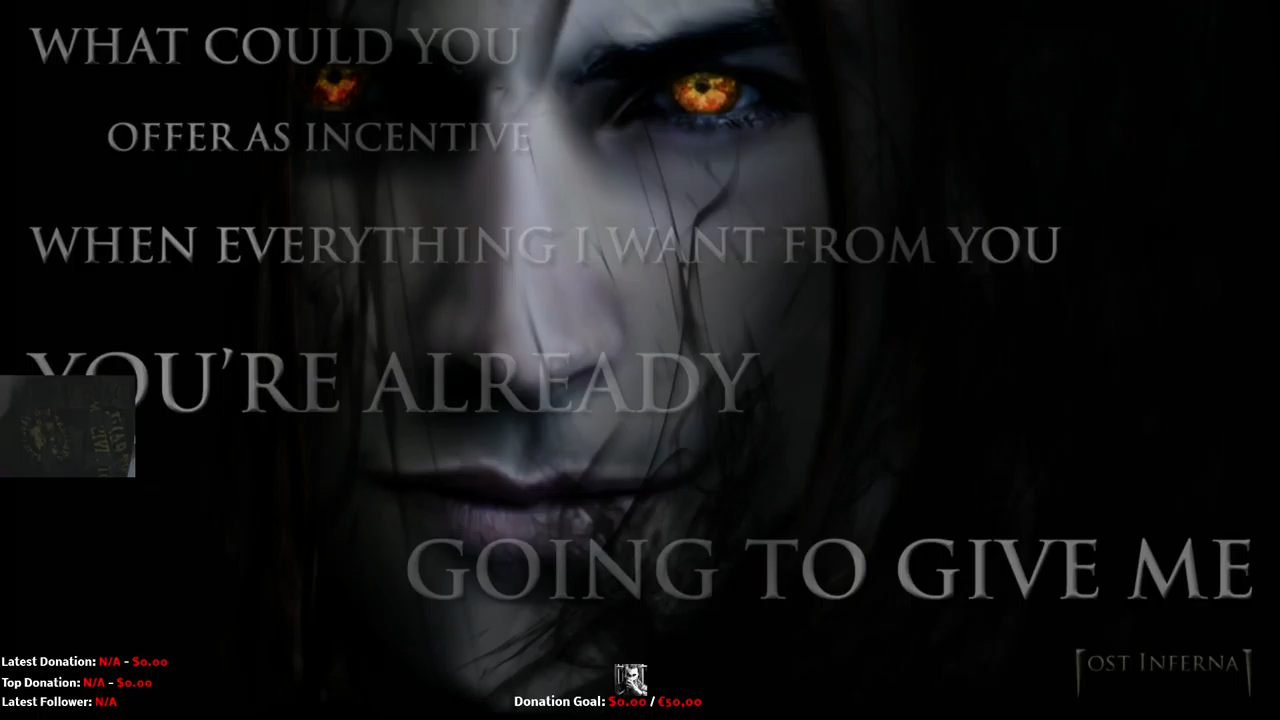 WHAT COULD YOU
OFFER AS INCENTIVE
WHEN EVERYTHING I WANT FROM YOU
YOU'RE ALREADY
GOING TO GIVE ME
[OST INFERNA]
Latest Donation: N/A - $0.00
Top Donation: N/A - $0.00
Latest Follower: N/A
Donation Goal: $0.00 / €50,00